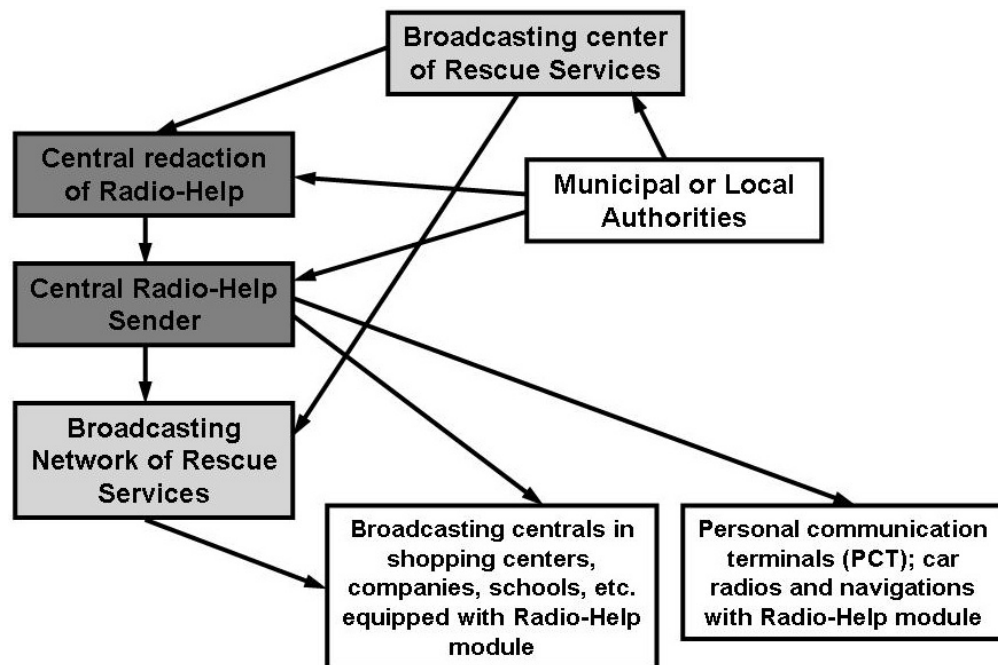 Broadcasting center
of Rescue Services
Central redaction
of Radio-Help
Municipal or Local
Authorities
Central Radio-Help
Sender
Broadcasting
Network of Rescue
Services
Broadcasting centrals in
shopping centers,
companies, schools, etc.
equipped with Radio-Help
module
Personal communication
terminals (PCT); car
radios and navigations
with Radio-Help module